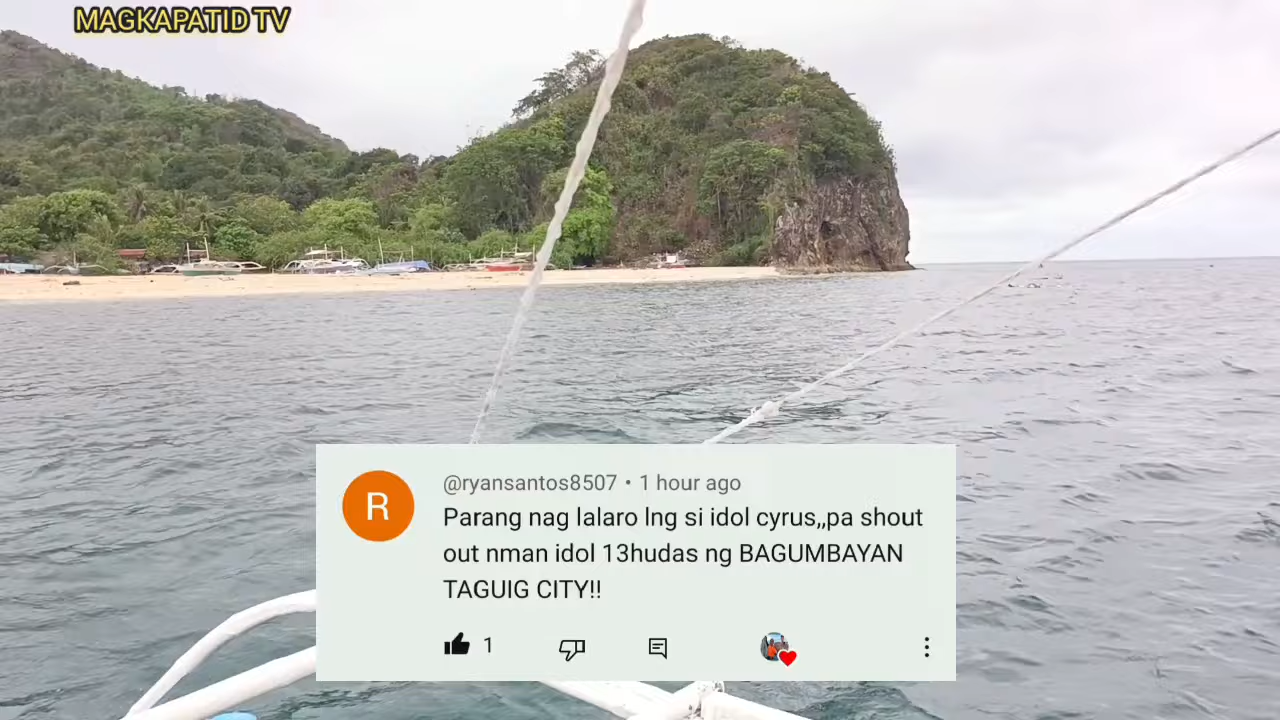 MAGKAPATID TV
R
@ryansantos8507 • 1 hour ago
Parang nag lalaro lng si idol cyrus,,pa shout
out nman idol 13hudas ng BAGUMBAYAN
TAGUIG CITY!!
1